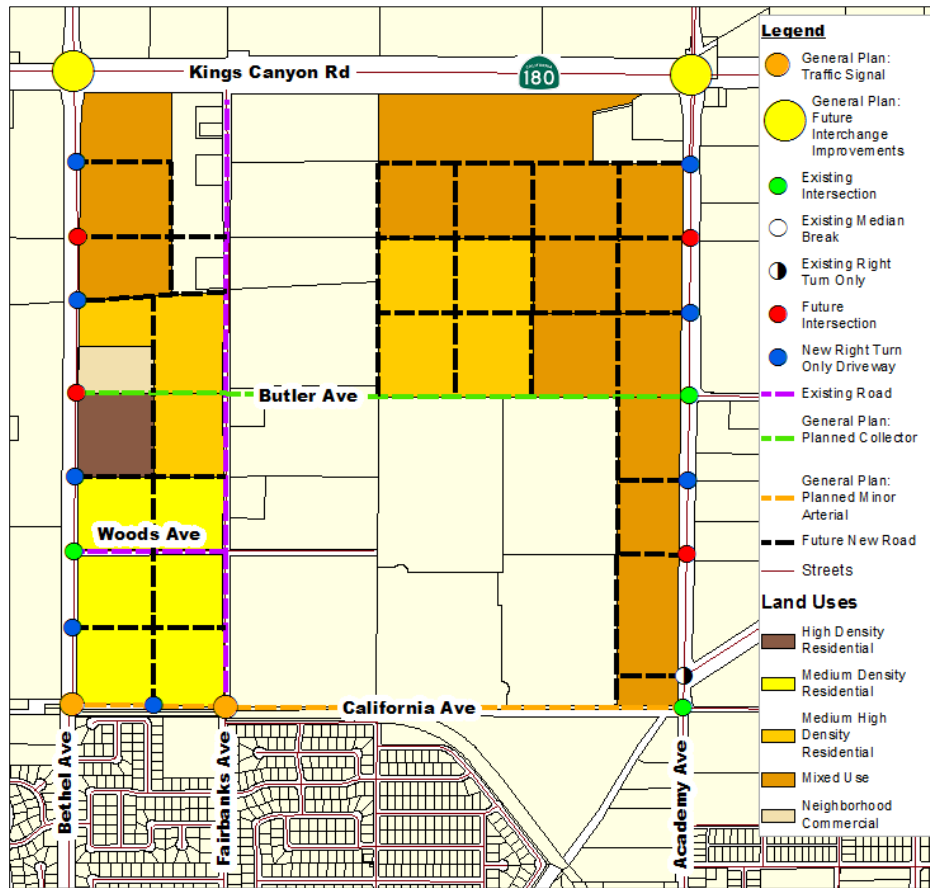 Kings Canyon Rd
CALIFORNIA
180
Butler Ave
Woods Ave
California Ave
Bethel Ave
Fairbanks Ave
Academy Ave
Legend
General Plan:
Traffic Signal
General Plan:
Future
Interchange
Improvements
Existing
Intersection
Existing Median
Break
Existing Right
Turn Only
Future
Intersection
New Right Turn
Only Driveway
Existing Road
General Plan:
Planned Collector
General Plan:
Planned Minor
Arterial
Future New Road
Streets
Land Uses
High Density
Residential
Medium Density
Residential
Medium High
Density
Residential
Mixed Use
Neighborhood
Commercial